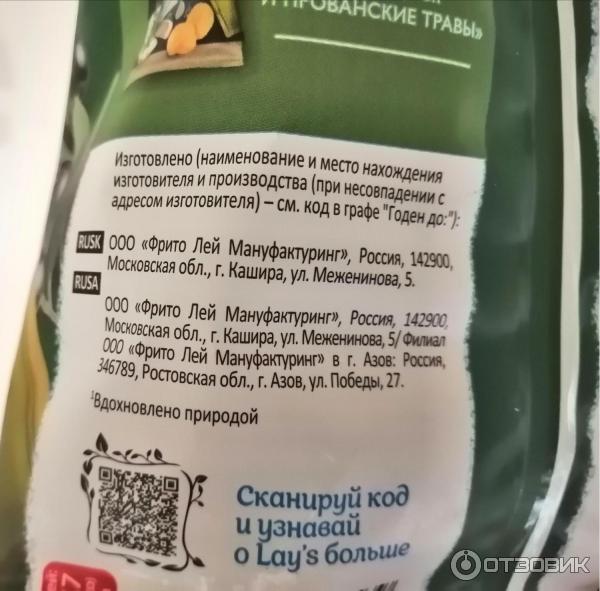 И ПРОВАНСКИЕ ТРАВЫ»
Изготовлено (наименование и место нахождения
изготовителя и производства (при несовпадении с
адресом изготовителя) – см. код в графе "Годен до:"):
RUSK ООО «Фрито Лей Мануфактуринг», Россия, 142900,
Московская обл., г. Кашира, ул. Меженинова, 5.
RUSA
ООО «Фрито Лей Мануфактуринг», Россия, 142900,
Московская обл., г. Кашира, ул. Меженинова, 5/ Филиал
ООО «Фрито Лей Мануфактуринг» в г. Азов: Россия,
346789, Ростовская обл., г. Азов, ул. Победы, 27.
¹Вдохновлено природой
Сканируй код
и узнавай
о Lay's больше
7
ОТЗОВИК